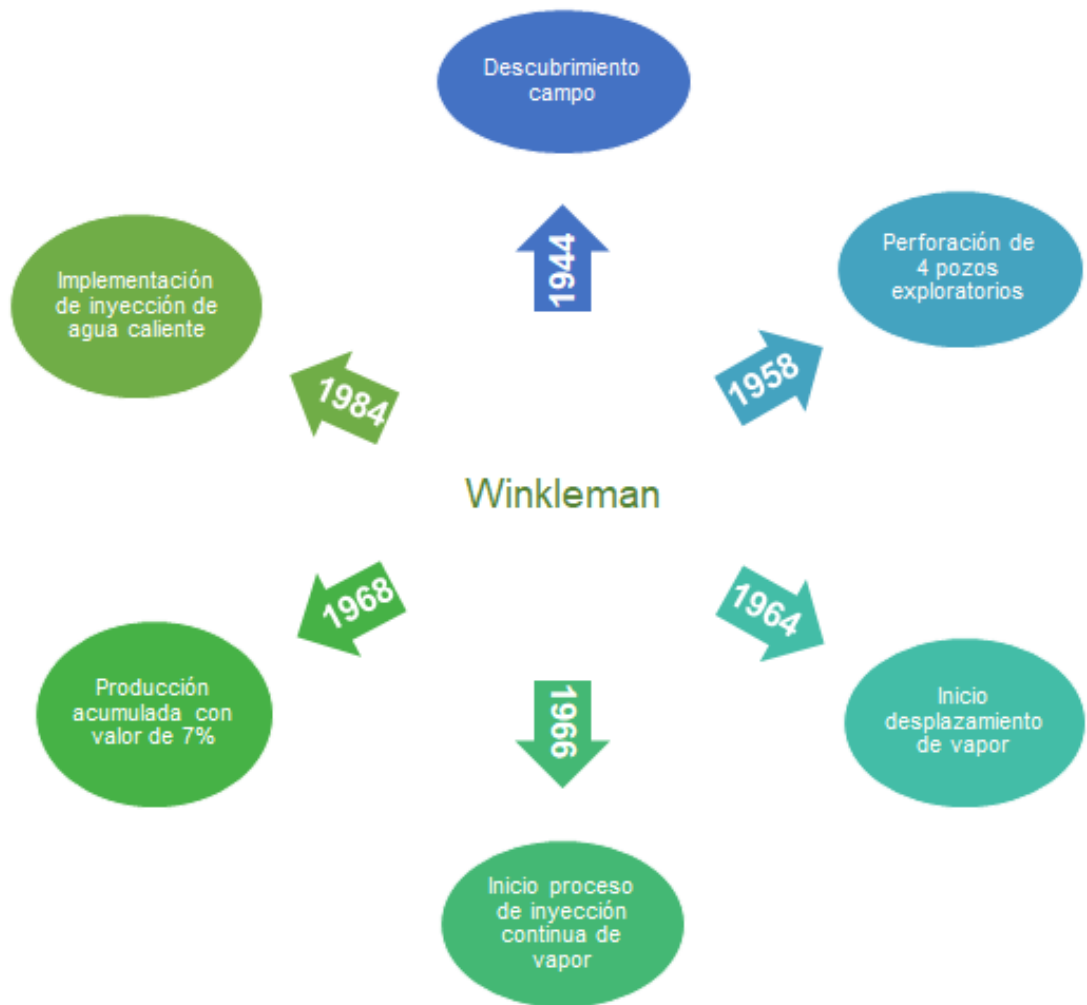 Descubrimiento
campo
1944
Perforación de
4 pozos
exploratorios
1958
Implementación
de inyección de
agua caliente
1984
Winkleman
1968
Producción
acumulada con
valor de 7%
1964
Inicio
desplazamiento
de vapor
1966
Inicio proceso
de inyección
continua de
vapor